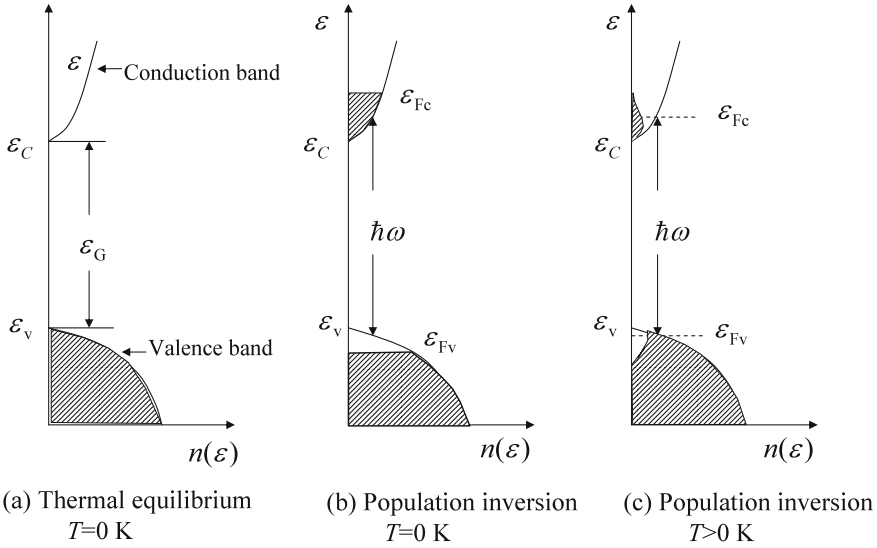 ε
Conduction band
ε_C
ε_G
ε_v
Valence band
n(ε)
(a) Thermal equilibrium
T=0 K
ε
ε_Fc
ε_C
ħω
ε_v
ε_Fv
n(ε)
(b) Population inversion
T=0 K
ε
ε_Fc
ε_C
ħω
ε_v
ε_Fv
n(ε)
(c) Population inversion
T>0 K